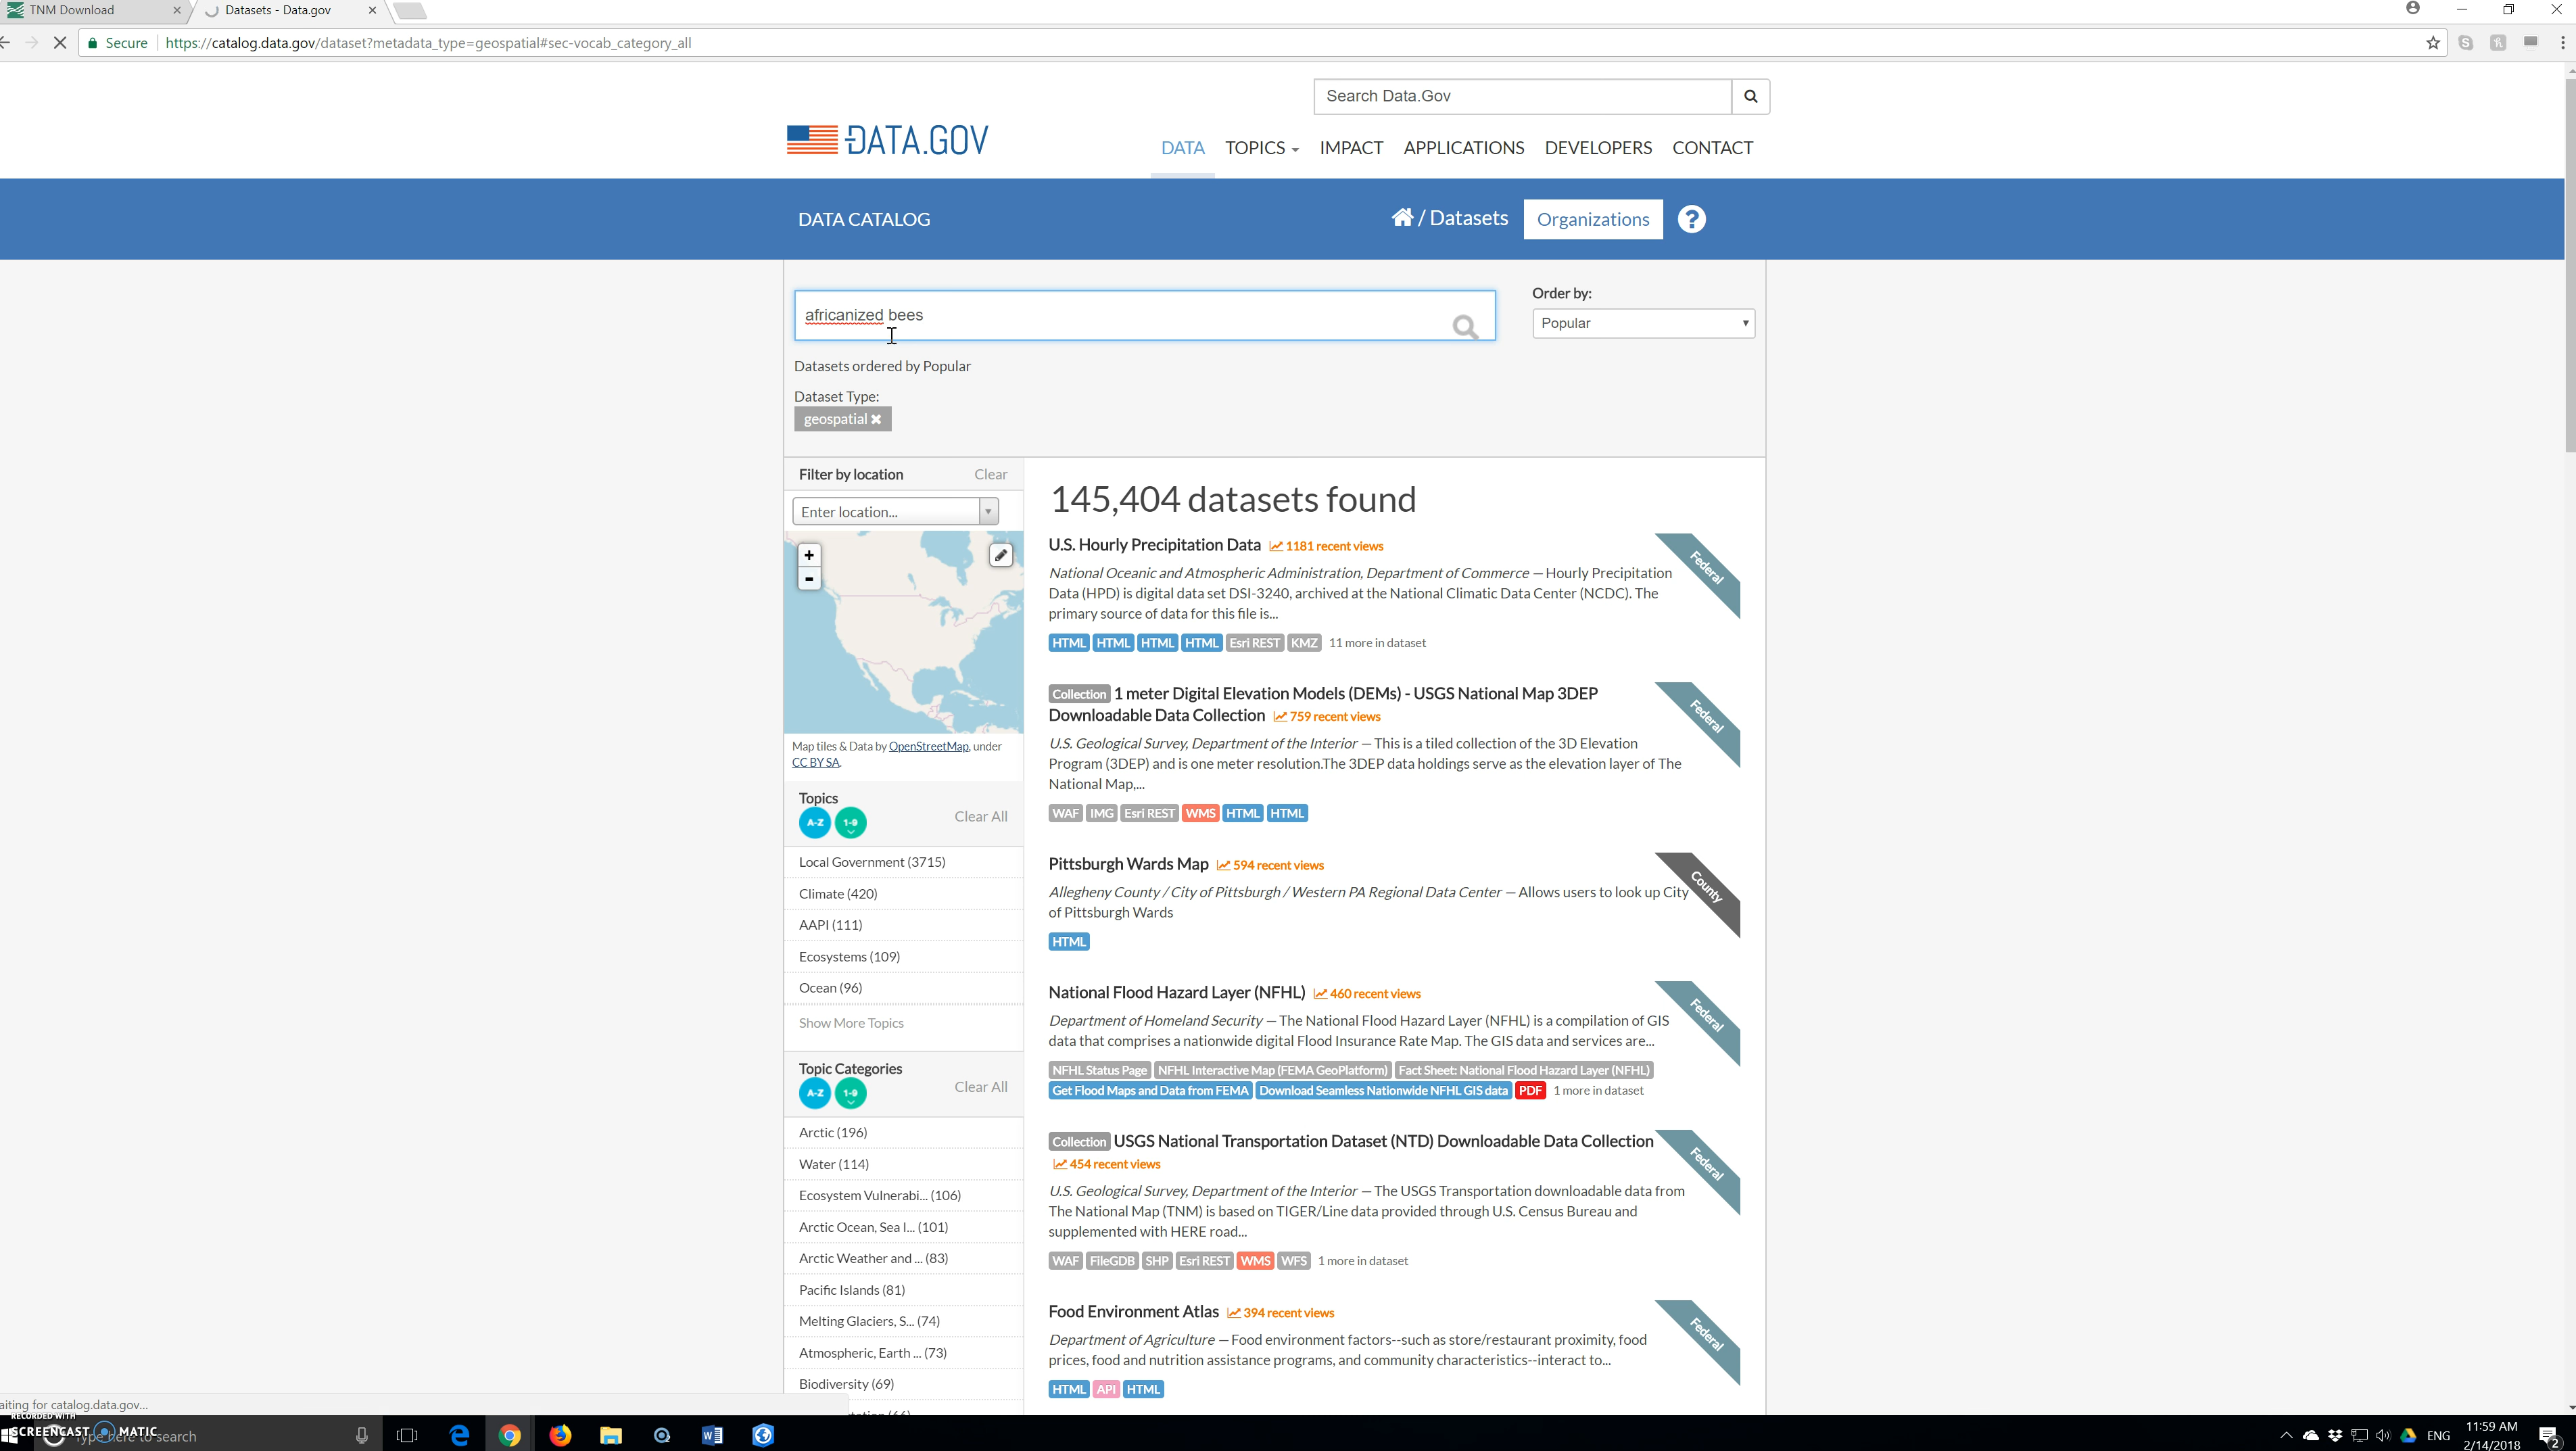 TNM Download
Datasets - Data.gov
Secure https://catalog.data.gov/dataset?metadata_type=geospatial#sec-vocab_category_all
Search Data.Gov
DATA.GOV
DATA TOPICS IMPACT APPLICATIONS DEVELOPERS CONTACT
DATA CATALOG
/ Datasets Organizations ?
africanized bees
Order by:
Popular
Datasets ordered by Popular
Dataset Type:
geospatial
Filter by location Clear
Enter location...
+
-
Map tiles & Data by OpenStreetMap, under
CC BY SA.
Topics
A-Z 1-9 Clear All
Local Government (3715)
Climate (420)
AAPI (111)
Ecosystems (109)
Ocean (96)
Show More Topics
Topic Categories
A-Z 1-9 Clear All
Arctic (196)
Water (114)
Ecosystem Vulnerabi... (106)
Arctic Ocean, Sea I... (101)
Arctic Weather and ... (83)
Pacific Islands (81)
Melting Glaciers, S... (74)
Atmospheric, Earth ... (73)
Biodiversity (69)
145,404 datasets found
U.S. Hourly Precipitation Data 1181 recent views
Federal
National Oceanic and Atmospheric Administration, Department of Commerce — Hourly Precipitation
Data (HPD) is digital data set DSI-3240, archived at the National Climatic Data Center (NCDC). The
primary source of data for this file is...
HTML HTML HTML HTML Esri REST KMZ 11 more in dataset
Collection 1 meter Digital Elevation Models (DEMs) - USGS National Map 3DEP
Downloadable Data Collection 759 recent views
Federal
U.S. Geological Survey, Department of the Interior — This is a tiled collection of the 3D Elevation
Program (3DEP) and is one meter resolution.The 3DEP data holdings serve as the elevation layer of The
National Map,...
WAF IMG Esri REST WMS HTML HTML
Pittsburgh Wards Map 594 recent views
County
Allegheny County / City of Pittsburgh / Western PA Regional Data Center — Allows users to look up City
of Pittsburgh Wards
HTML
National Flood Hazard Layer (NFHL) 460 recent views
Federal
Department of Homeland Security — The National Flood Hazard Layer (NFHL) is a compilation of GIS
data that comprises a nationwide digital Flood Insurance Rate Map. The GIS data and services are...
NFHL Status Page NFHL Interactive Map (FEMA GeoPlatform) Fact Sheet: National Flood Hazard Layer (NFHL)
Get Flood Maps and Data from FEMA Download Seamless Nationwide NFHL GIS data PDF 1 more in dataset
Collection USGS National Transportation Dataset (NTD) Downloadable Data Collection
454 recent views
Federal
U.S. Geological Survey, Department of the Interior — The USGS Transportation downloadable data from
The National Map (TNM) is based on TIGER/Line data provided through U.S. Census Bureau and
supplemented with HERE road...
WAF FileGDB SHP Esri REST WMS WFS 1 more in dataset
Food Environment Atlas 394 recent views
Federal
Department of Agriculture — Food environment factors--such as store/restaurant proximity, food
prices, food and nutrition assistance programs, and community characteristics--interact to...
HTML API HTML
aiting for catalog.data.gov...
RECORDED WITH
SCREENCAST MATIC
Type here to search
ENG
11:59 AM
2/14/2018
2